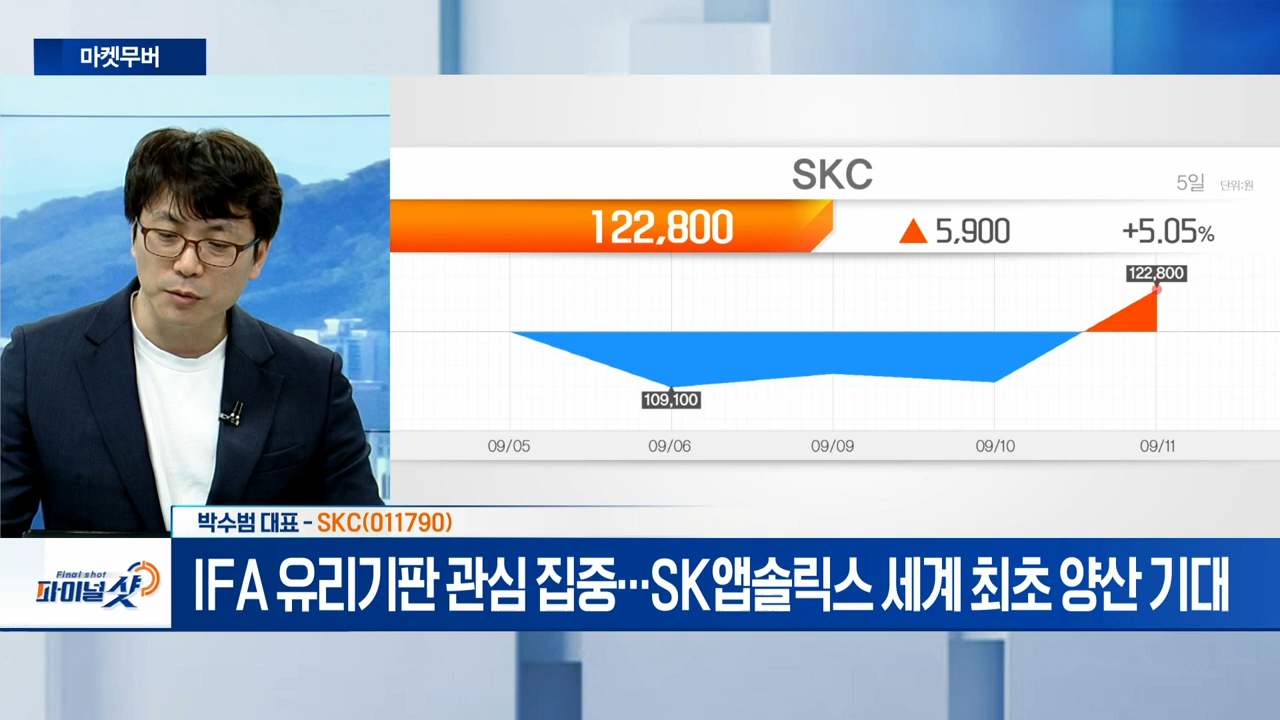 마켓무버
SKC
5일 단위:원
122,800 ▲ 5,900 +5.05%
122,800
109,100
09/05 09/06 09/09 09/10 09/11
박수범 대표 - SKC(011790)
Final shot
파이널샷
IFA 유리기판 관심 집중…SK앱솔릭스 세계 최초 양산 기대